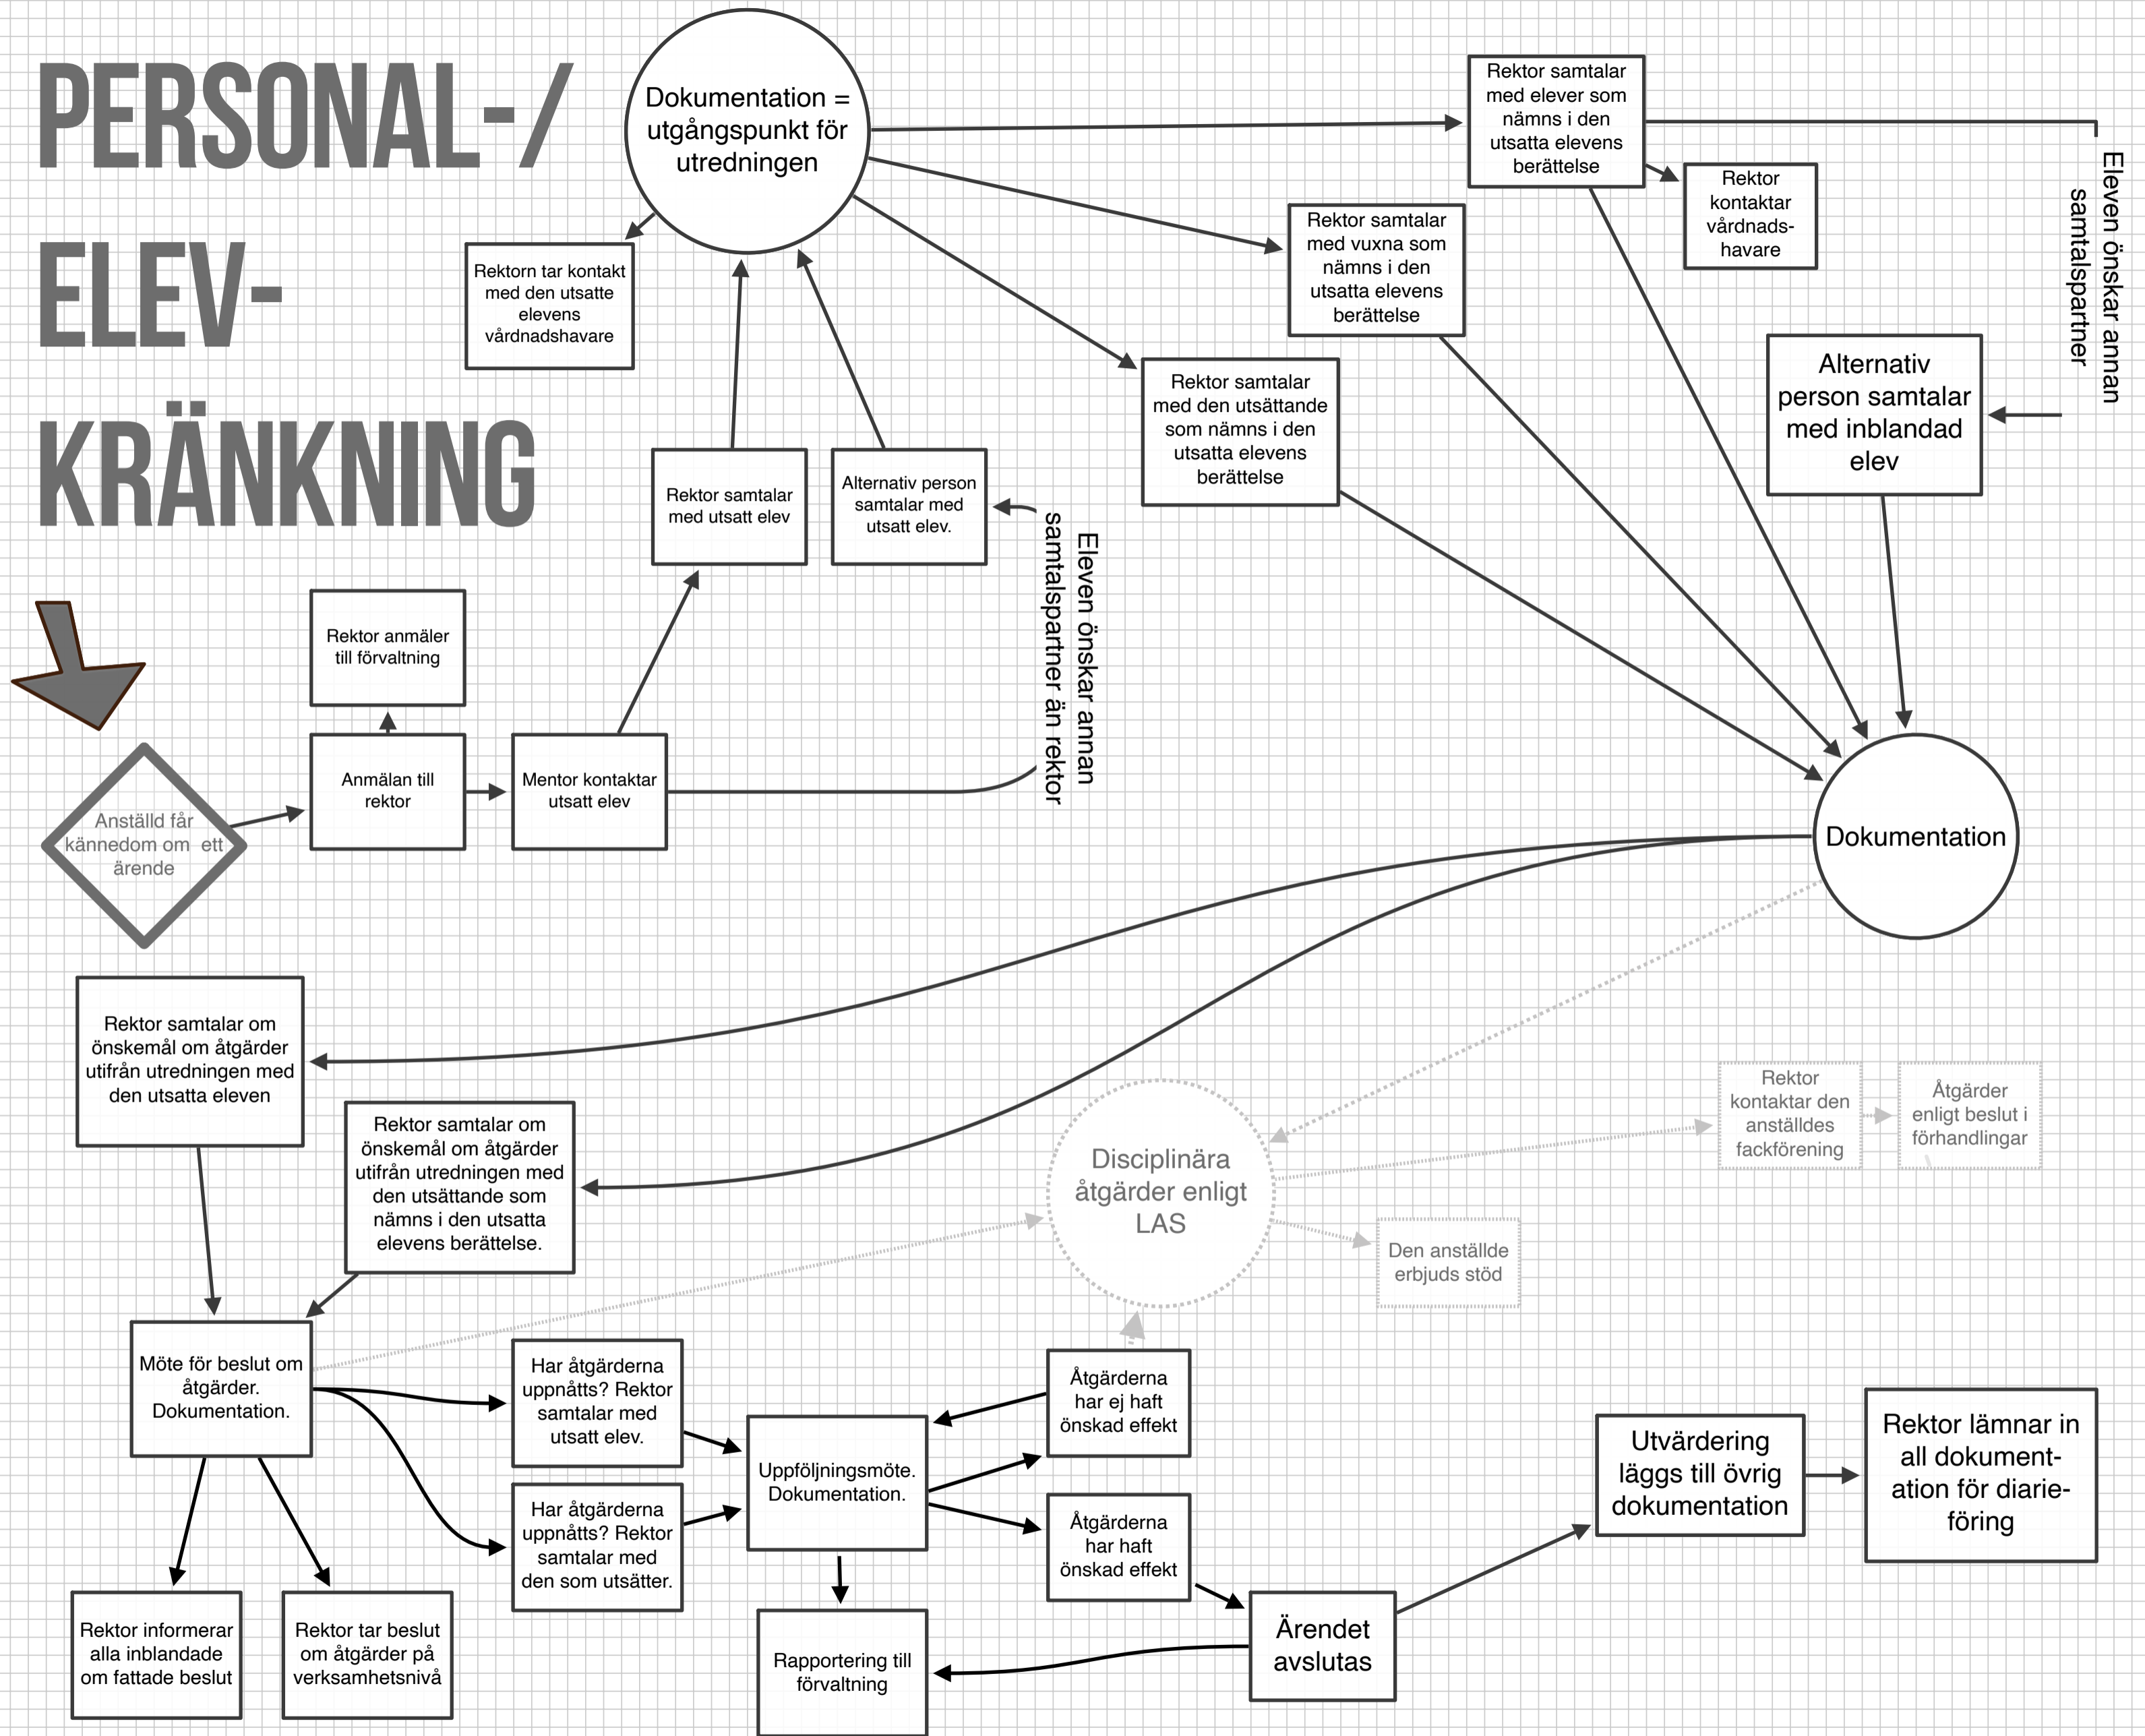 PERSONAL-/
ELEV-
KRÄNKNING
Dokumentation =
utgångspunkt för
utredningen
Rektor samtalar
med elever som
nämns i den
utsatta elevens
berättelse
Rektor
kontaktar
vårdnads-
havare
Eleven önskar annan
samtalspartner
Rektorn tar kontakt
med den utsatte
elevens
vårdnadshavare
Rektor samtalar
med vuxna som
nämns i den
utsatta elevens
berättelse
Rektor samtalar
med den utsättande
som nämns i den
utsatta elevens
berättelse
Alternativ
person samtalar
med inblandad
elev
Rektor samtalar
med utsatt elev
Alternativ person
samtalar med
utsatt elev.
Eleven önskar annan
samtalspartner än rektor
Rektor anmäler
till förvaltning
Anställd får
kännedom om  ett
ärende
Anmälan till
rektor
Mentor kontaktar
utsatt elev
Dokumentation
Rektor samtalar om
önskemål om åtgärder
utifrån utredningen med
den utsatta eleven
Rektor samtalar om
önskemål om åtgärder
utifrån utredningen med
den utsättande som
nämns i den utsatta
elevens berättelse.
Disciplinära
åtgärder enligt
LAS
Rektor
kontaktar den
anställdes
fackförening
Åtgärder
enligt beslut i
förhandlingar
Den anställde
erbjuds stöd
Möte för beslut om
åtgärder.
Dokumentation.
Har åtgärderna
uppnåtts? Rektor
samtalar med
utsatt elev.
Har åtgärderna
uppnåtts? Rektor
samtalar med
den som utsätter.
Uppföljningsmöte.
Dokumentation.
Åtgärderna
har ej haft
önskad effekt
Åtgärderna
har haft
önskad effekt
Utvärdering
läggs till övrig
dokumentation
Rektor lämnar in
all dokument-
ation för diarie-
föring
Rektor informerar
alla inblandade
om fattade beslut
Rektor tar beslut
om åtgärder på
verksamhetsnivå
Rapportering till
förvaltning
Ärendet
avslutas